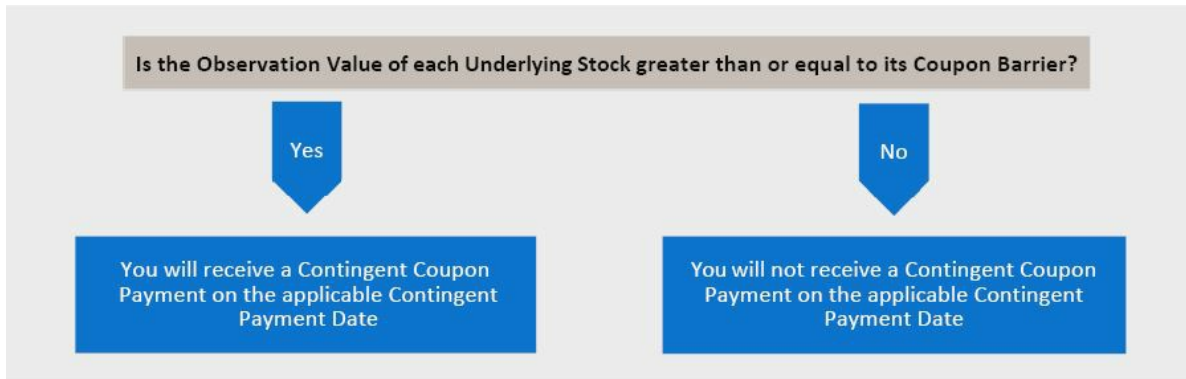 Is the Observation Value of each Underlying Stock greater than or equal to its Coupon Barrier?
Yes
No
You will receive a Contingent Coupon
Payment on the applicable Contingent
Payment Date
You will not receive a Contingent Coupon
Payment on the applicable Contingent
Payment Date